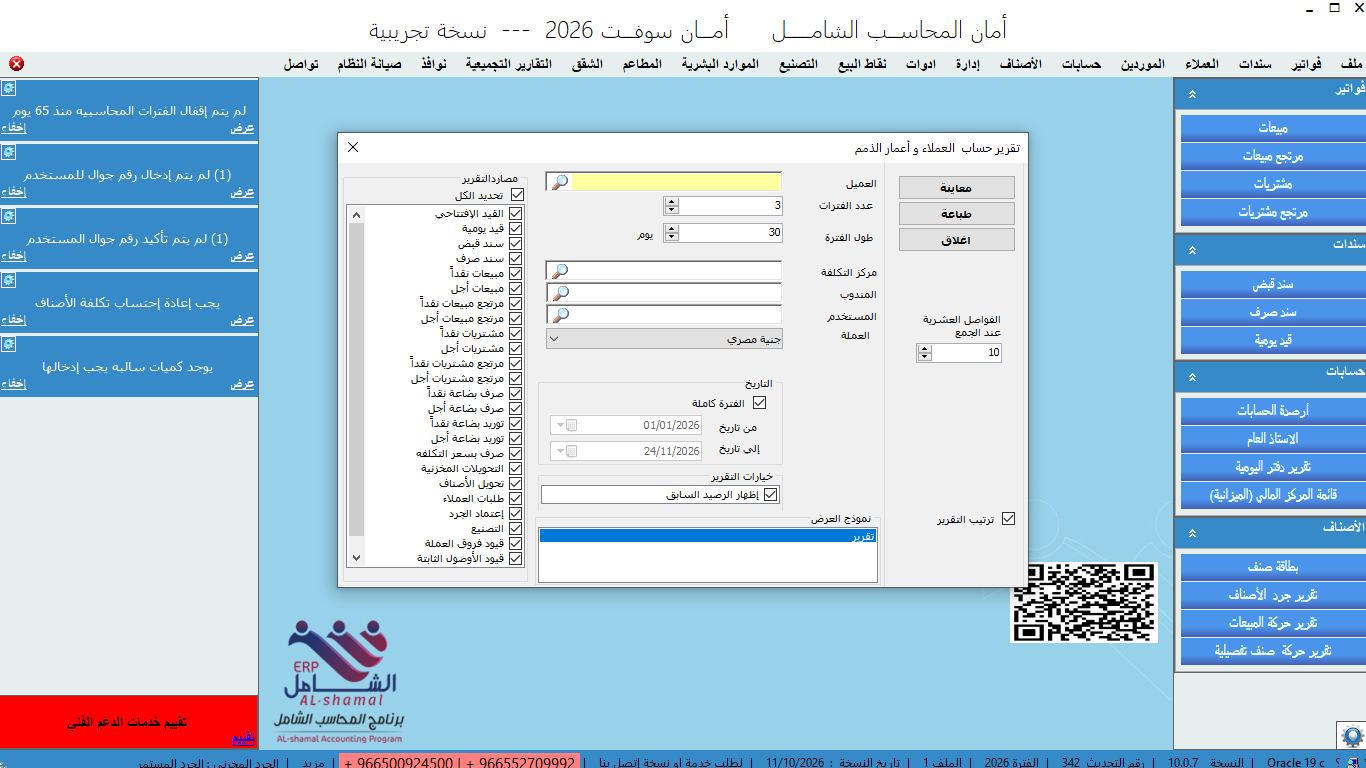 أمان المحاســب الشامــــل أمــان سوفــت 2026 --- نسخة تجريبية
ملف فواتير سندات العملاء الموردين حسابات الأصناف إدارة ادوات نقاط البيع التصنيع الموارد البشرية المطاعم الشقق التقارير التجميعية نوافذ صيانة النظام تواصل
فواتير
مبيعات
مرتجع مبيعات
مشتريات
مرتجع مشتريات
سندات
سند قبض
سند صرف
قيد يومية
حسابات
أرصدة الحسابات
الاستاذ العام
تقرير دفتر اليومية
قائمة المركز المالي (الميزانية)
الأصناف
بطاقة صنف
تقرير جرد الأصناف
تقرير حركة المبيعات
تقرير حركة صنف تفصيلية
تقرير حساب العملاء و أعمار الذمم
معاينة
طباعة
اغلاق
الفواصل العشرية
عند الجمع
10
ترتيب التقرير
العميل
عدد الفترات 3
طول الفترة 30 يوم
مركز التكلفة
المندوب
المستخدم
العملة جنية مصري
التاريخ
الفترة كاملة
من تاريخ 01/01/2026
إلى تاريخ 24/11/2026
خيارات التقرير
إظهار الرصيد السابق
نموذج العرض
تقرير
مصادرالتقرير
تحديد الكل
القيد الإفتتاحي
قيد يومية
سند قبض
سند صرف
مبيعات نقداً
مبيعات أجل
مرتجع مبيعات نقداً
مرتجع مبيعات أجل
مشتريات نقداً
مشتريات أجل
مرتجع مشتريات نقداً
مرتجع مشتريات أجل
صرف بضاعة نقداً
صرف بضاعة أجل
توريد بضاعة نقداً
توريد بضاعة أجل
صرف بسعر التكلفه
التحويلات المخزنية
تحويل الأصناف
طلبات العملاء
إعتماد الجرد
التصنيع
قيود فروق العملة
قيود الأوصول الثابتة
لم يتم إقفال الفترات المحاسبيه منذ 65 يوم
عرض إخفاء
(1) لم يتم إدخال رقم جوال للمستخدم
عرض إخفاء
(1) لم يتم تأكيد رقم جوال المستخدم
عرض إخفاء
يجب إعادة إحتساب تكلفة الأصناف
عرض إخفاء
يوجد كميات سالبه يجب إدخالها
عرض إخفاء
تقييم خدمات الدعم الفني
تقييم
ERP
الشامل
AL-shamal
برنامج المحاسب الشامل
AL-shamal Accounting Program
Oracle 19 c | النسخة 10.0.7 | رقم التحديث 342 | الفترة 2026 | الملف 1 | تاريخ النسخة : 11/10/2026 | لطلب خدمة او نسخة إتصل بنا | + 966500924500 | + 966552709992 | مزيد | الجرد المخزني : الجرد المستمر